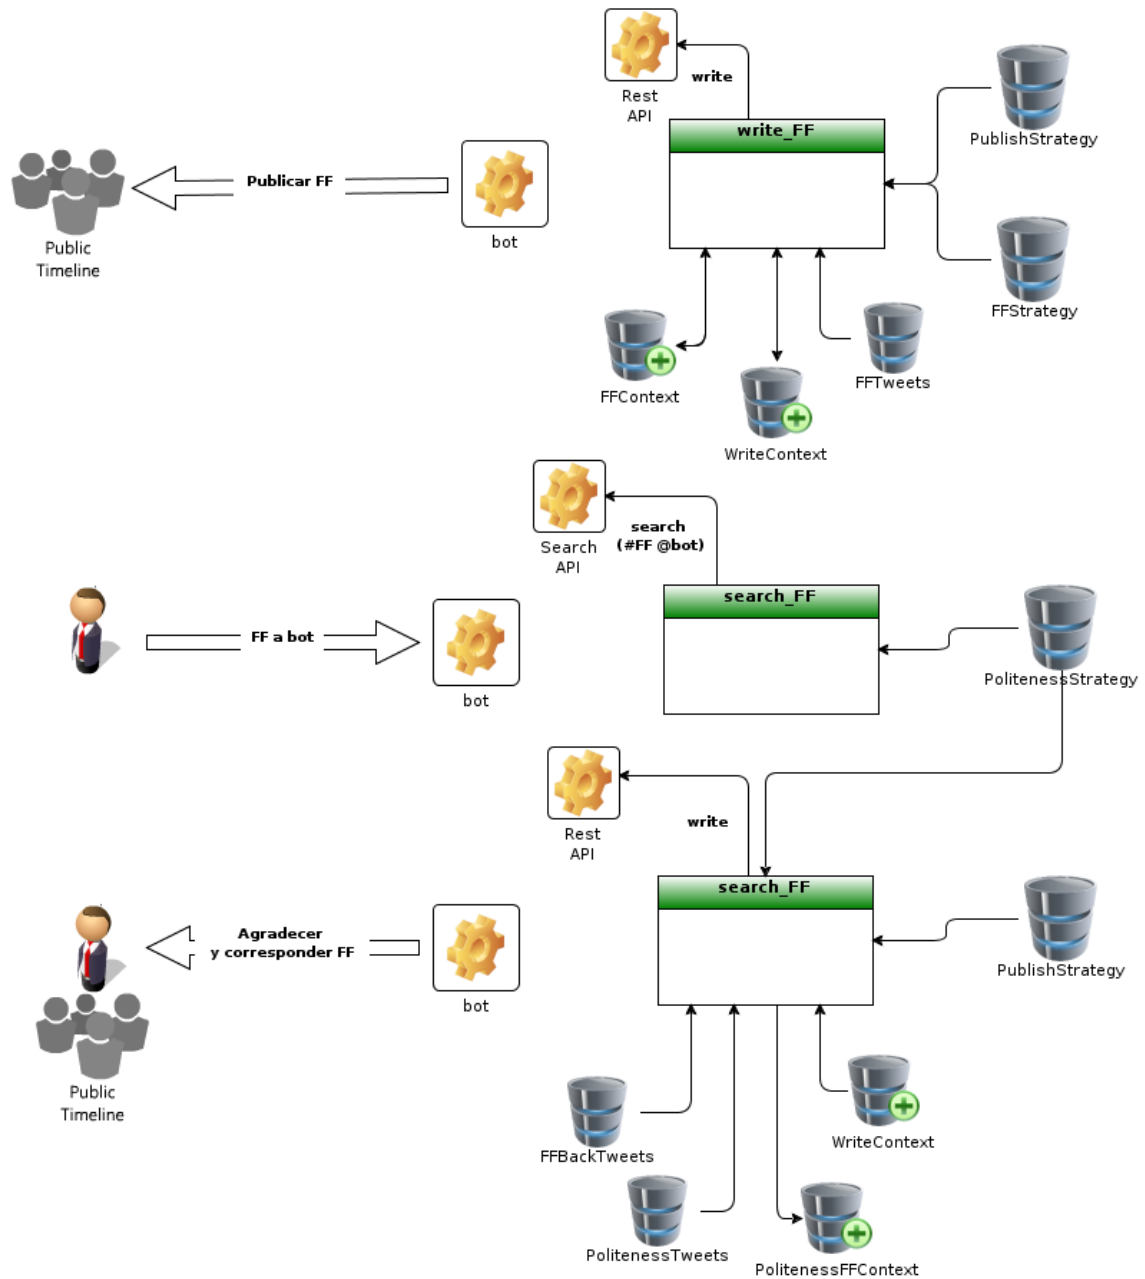 Rest
API
write
write_FF
PublishStrategy
Publicar FF
bot
Public
Timeline
FFStrategy
FFContext
FFTweets
WriteContext
search
(#FF @bot)
Search
API
search_FF
FF a bot
bot
PolitenessStrategy
Rest
API
write
search_FF
Agradecer
y corresponder FF
bot
PublishStrategy
Public
Timeline
WriteContext
FFBackTweets
PolitenessTweets
PolitenessFFContext